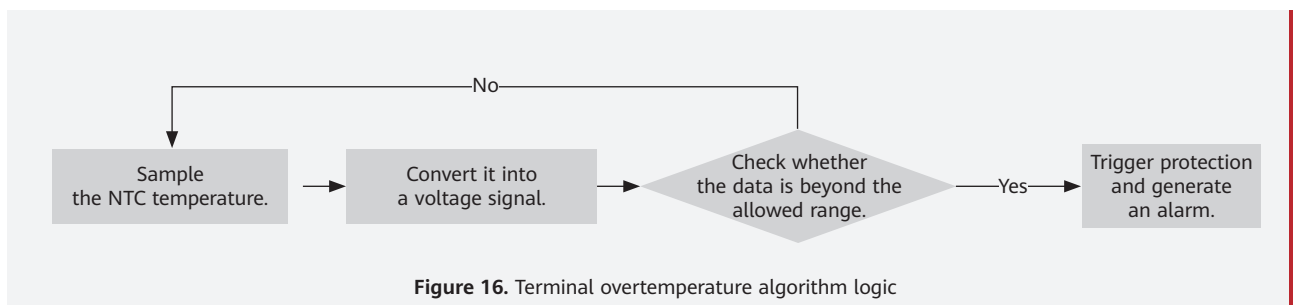 No
Sample
the NTC temperature.
Convert it into
a voltage signal.
Check whether
the data is beyond the
allowed range.
Yes
Trigger protection
and generate
an alarm.
Figure 16. Terminal overtemperature algorithm logic